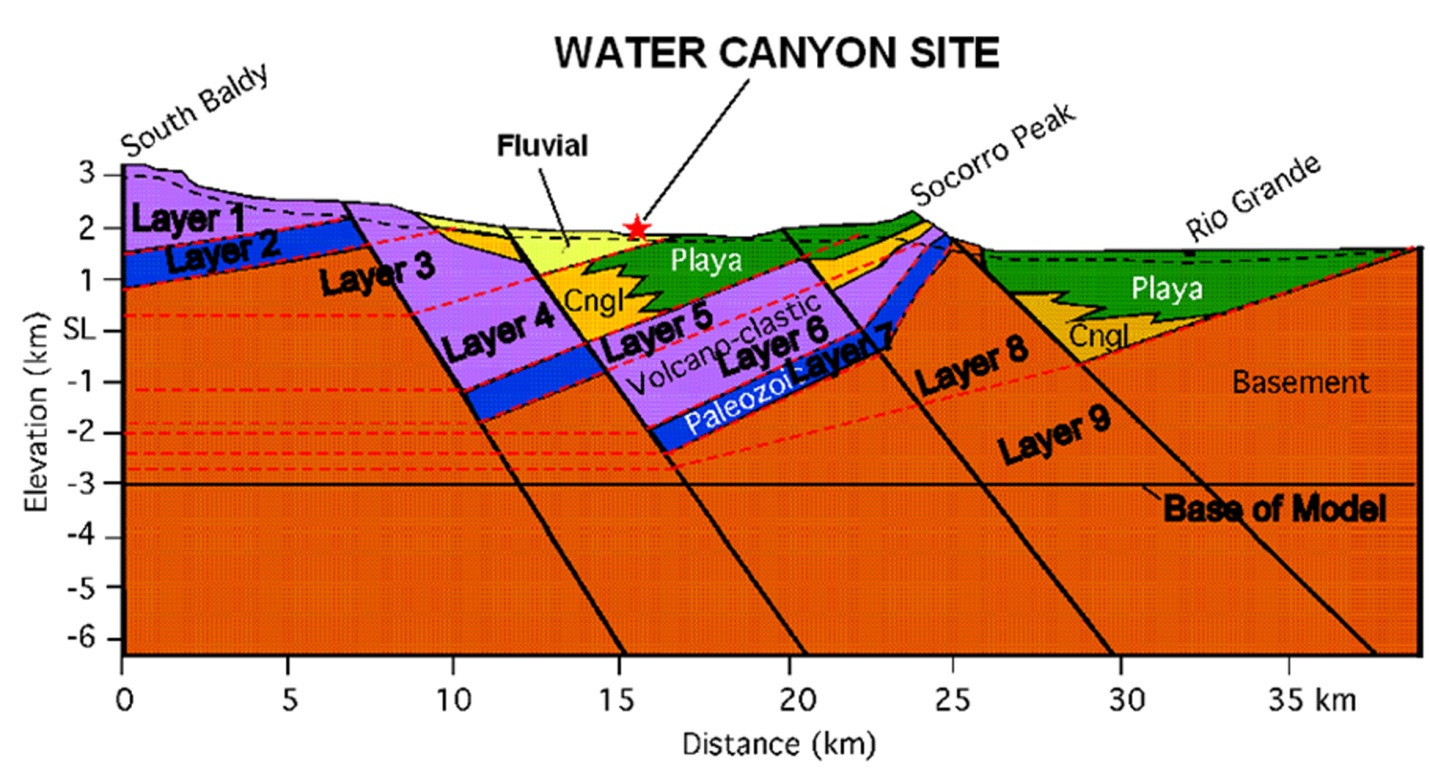 WATER CANYON SITE
South Baldy
Fluvial
Socorro Peak
Rio Grande
Elevation (km)
3
2
1
SL
-1
-2
-3
-4
-5
-6
Layer 1
Layer 2
Layer 3
Layer 4
Cngl
Playa
Layer 5
Volcano-clastic
Layer 6
Layer 7
Paleozoic
Layer 8
Layer 9
Playa
Cngl
Basement
Base of Model
0 5 10 15 20 25 30 35 km
Distance (km)